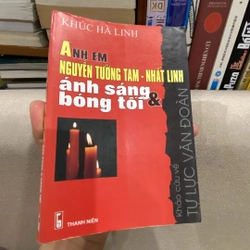 KHÚC HÀ LINH
ANH EM
NGUYỄN TƯỜNG TAM - NHẤT LINH
ánh sáng
& bóng tối
Khảo cứu về
TỰ LỰC VĂN ĐOÀN
THANH NIÊN